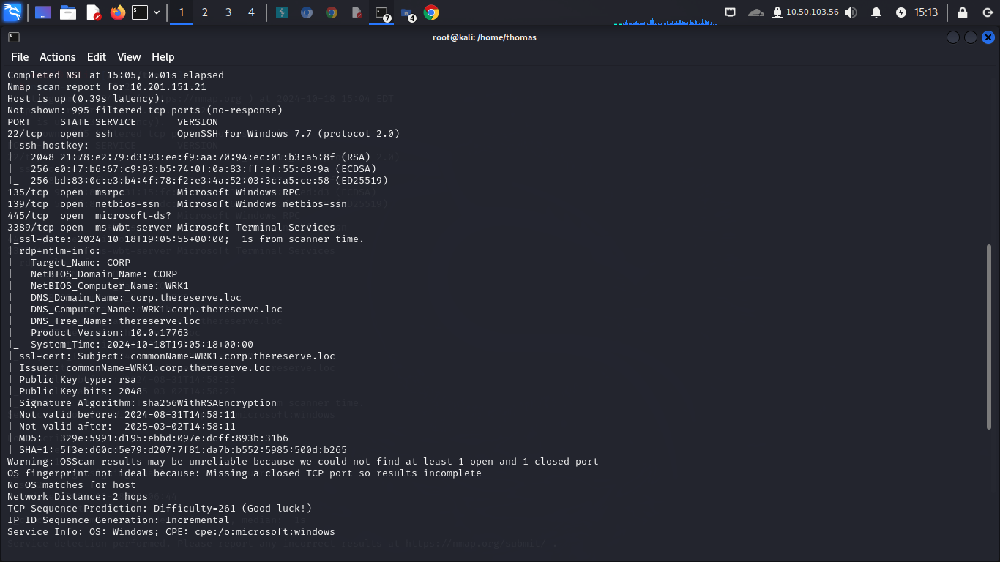 1 2 3 4 7 4 10.50.103.56 15:13
root@kali: /home/thomas
File Actions Edit View Help
Completed NSE at 15:05, 0.01s elapsed
Nmap scan report for 10.201.151.21
Host is up (0.39s latency).
Not shown: 995 filtered tcp ports (no-response)
PORT     STATE SERVICE       VERSION
22/tcp   open  ssh           OpenSSH for_Windows_7.7 (protocol 2.0)
| ssh-hostkey:
|   2048 21:78:e2:79:d3:93:ee:f9:aa:70:94:ec:01:b3:a5:8f (RSA)
|   256 e0:f7:b6:67:c9:93:b5:74:0f:0a:83:ff:ef:55:c8:9a (ECDSA)
|_  256 bd:83:0c:e3:b4:4f:78:f2:e3:4a:52:03:3c:a5:ce:58 (ED25519)
135/tcp  open  msrpc         Microsoft Windows RPC
139/tcp  open  netbios-ssn   Microsoft Windows netbios-ssn
445/tcp  open  microsoft-ds?
3389/tcp open  ms-wbt-server Microsoft Terminal Services
|_ssl-date: 2024-10-18T19:05:55+00:00; -1s from scanner time.
| rdp-ntlm-info:
|   Target_Name: CORP
|   NetBIOS_Domain_Name: CORP
|   NetBIOS_Computer_Name: WRK1
|   DNS_Domain_Name: corp.thereserve.loc
|   DNS_Computer_Name: WRK1.corp.thereserve.loc
|   DNS_Tree_Name: thereserve.loc
|   Product_Version: 10.0.17763
|_  System_Time: 2024-10-18T19:05:18+00:00
| ssl-cert: Subject: commonName=WRK1.corp.thereserve.loc
| Issuer: commonName=WRK1.corp.thereserve.loc
| Public Key type: rsa
| Public Key bits: 2048
| Signature Algorithm: sha256WithRSAEncryption
| Not valid before: 2024-08-31T14:58:11
| Not valid after:  2025-03-02T14:58:11
| MD5:   329e:5991:d195:ebbd:097e:dcff:893b:31b6
|_SHA-1: 5f3e:d60c:5e79:d207:7f81:da7b:b552:5985:500d:b265
Warning: OSScan results may be unreliable because we could not find at least 1 open and 1 closed port
OS fingerprint not ideal because: Missing a closed TCP port so results incomplete
No OS matches for host
Network Distance: 2 hops
TCP Sequence Prediction: Difficulty=261 (Good luck!)
IP ID Sequence Generation: Incremental
Service Info: OS: Windows; CPE: cpe:/o:microsoft:windows
Service detection performed. Please report any incorrect results at https://nmap.org/submit/ .